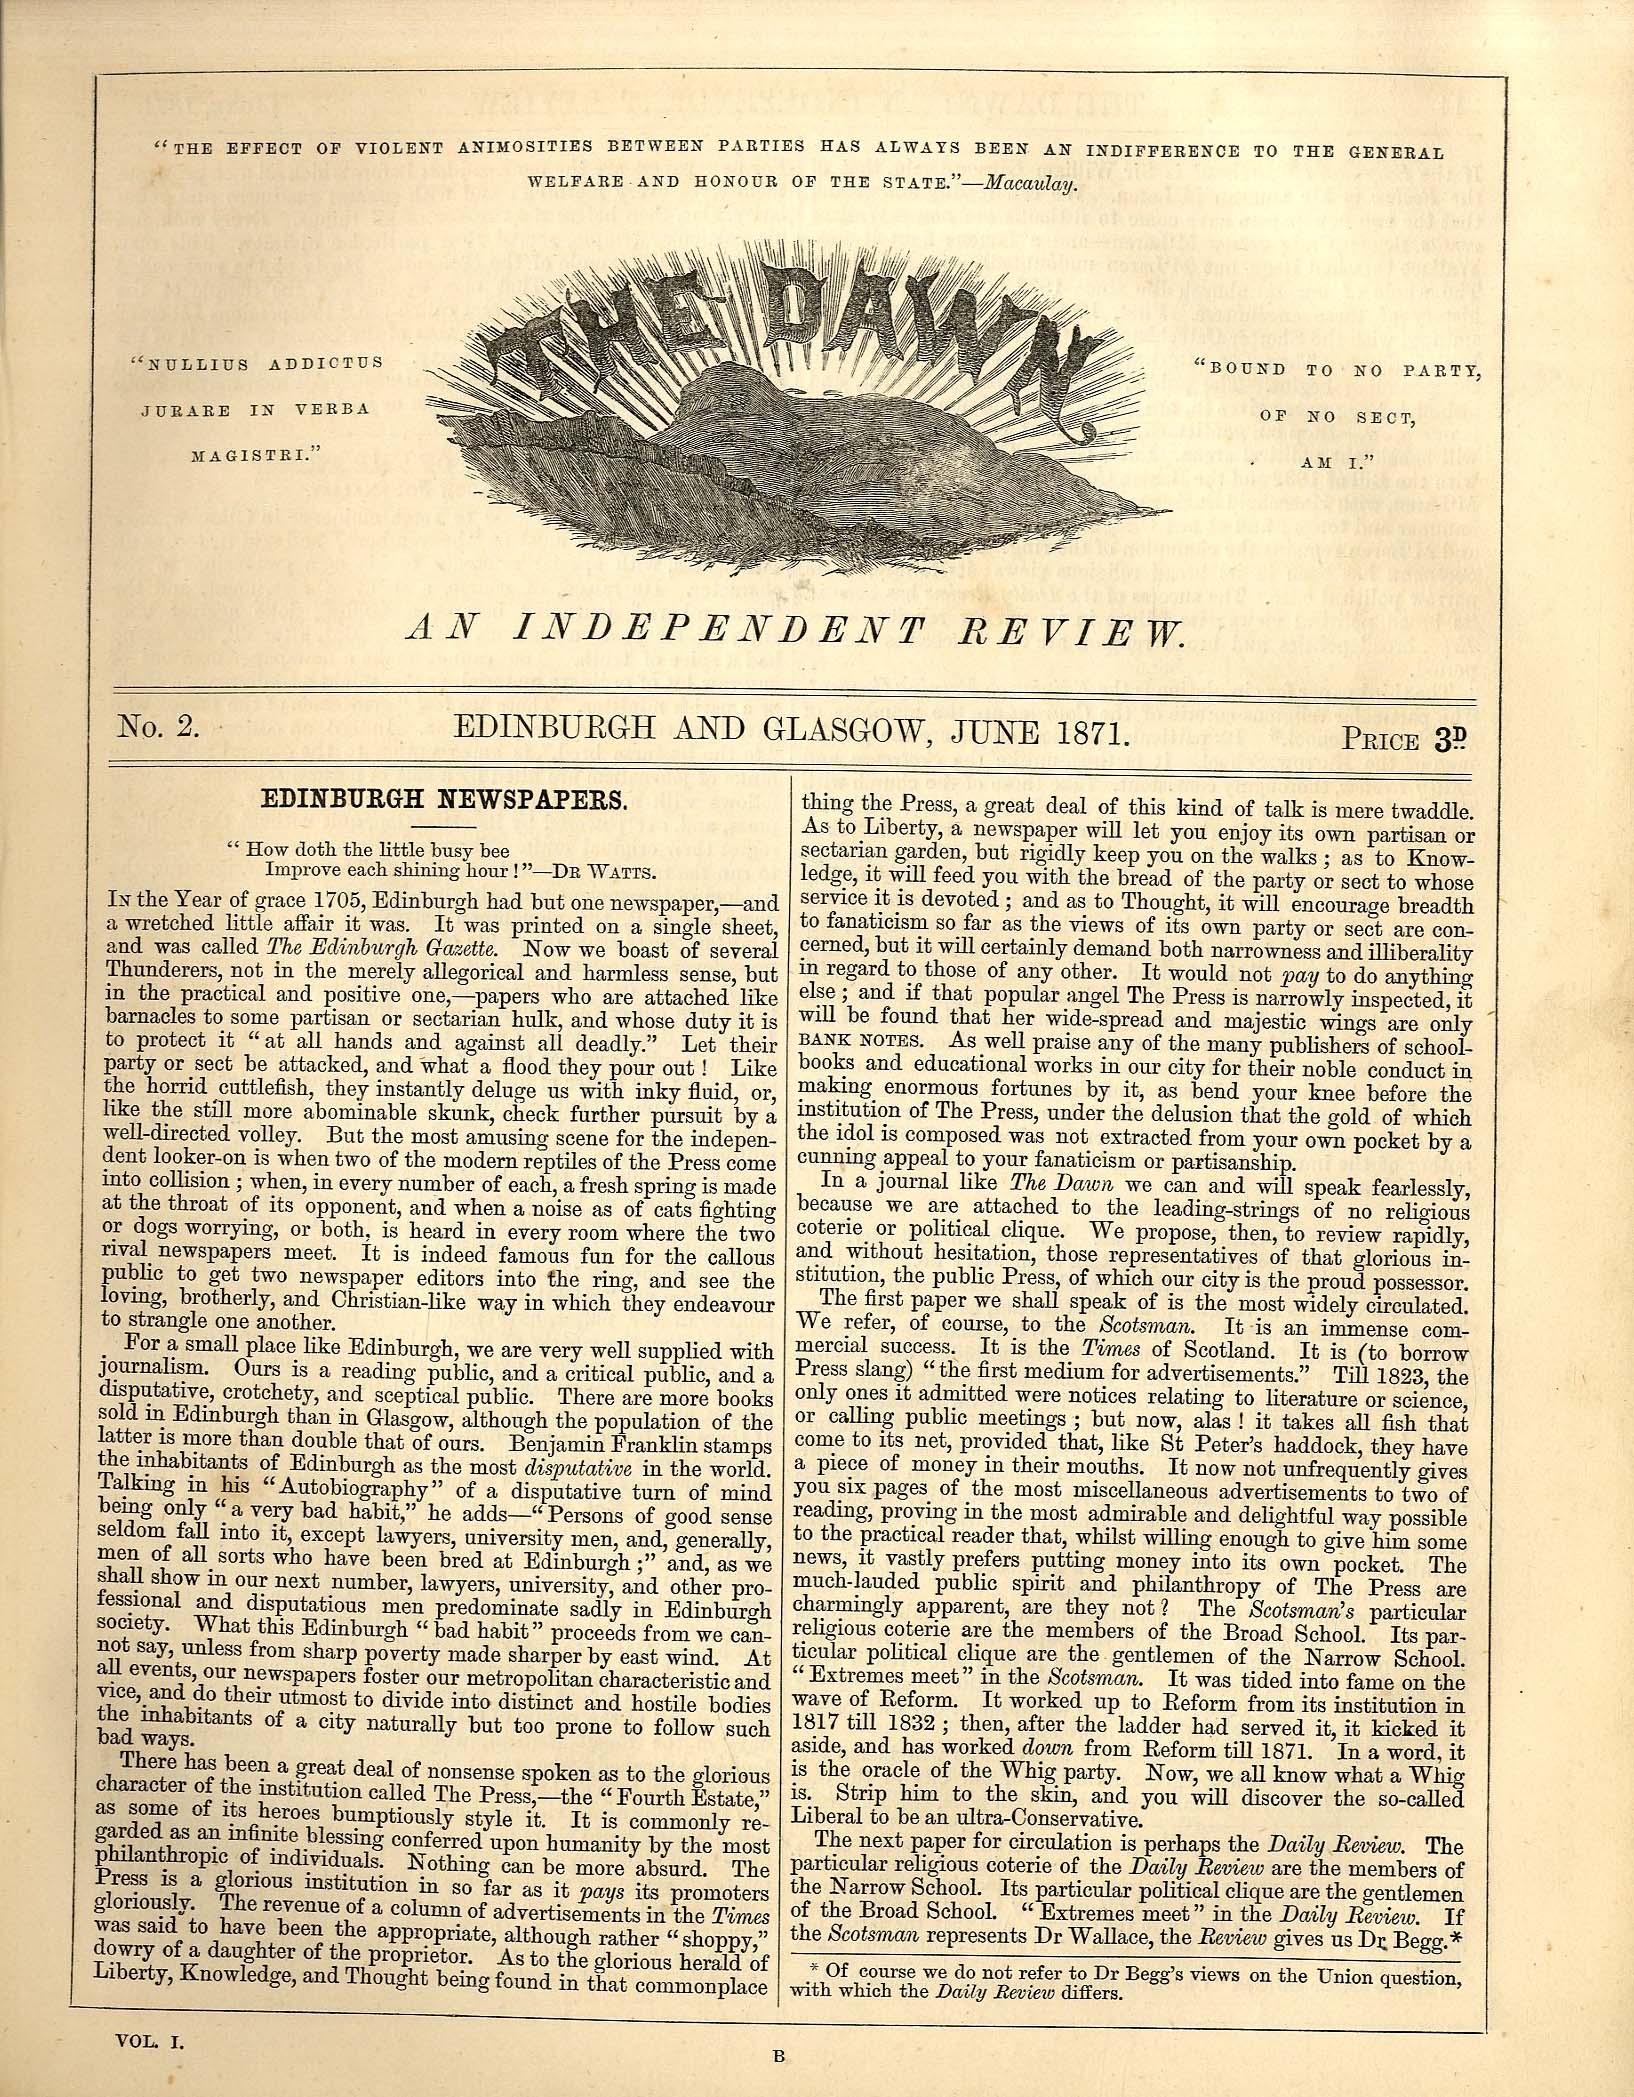 “THE EFFECT OF VIOLENT ANIMOSITIES BETWEEN PARTIES HAS ALWAYS BEEN AN INDIFFERENCE TO THE GENERAL
WELFARE AND HONOUR OF THE STATE.”—Macaulay.
THE DAWN
“NULLIUS ADDICTUS
JURARE IN VERBA
MAGISTRI.”
“BOUND TO NO PARTY,
OF NO SECT,
AM I.”
AN INDEPENDENT REVIEW.
No. 2.
EDINBURGH AND GLASGOW, JUNE 1871.
PRICE 3D.
EDINBURGH NEWSPAPERS.
“ How doth the little busy bee
Improve each shining hour ! ”—DR WATTS.
IN the Year of grace 1705, Edinburgh had but one newspaper,—and
a wretched little affair it was. It was printed on a single sheet,
and was called The Edinburgh Gazette. Now we boast of several
Thunderers, not in the merely allegorical and harmless sense, but
in the practical and positive one,—papers who are attached like
barnacles to some partisan or sectarian hulk, and whose duty it is
to protect it “ at all hands and against all deadly.” Let their
party or sect be attacked, and what a flood they pour out ! Like
the horrid cuttlefish, they instantly deluge us with inky fluid, or,
like the still more abominable skunk, check further pursuit by a
well-directed volley. But the most amusing scene for the indepen-
dent looker-on is when two of the modern reptiles of the Press come
into collision ; when, in every number of each, a fresh spring is made
at the throat of its opponent, and when a noise as of cats fighting
or dogs worrying, or both, is heard in every room where the two
rival newspapers meet. It is indeed famous fun for the callous
public to get two newspaper editors into the ring, and see the
loving, brotherly, and Christian-like way in which they endeavour
to strangle one another.
For a small place like Edinburgh, we are very well supplied with
journalism. Ours is a reading public, and a critical public, and a
disputative, crotchety, and sceptical public. There are more books
sold in Edinburgh than in Glasgow, although the population of the
latter is more than double that of ours. Benjamin Franklin stamps
the inhabitants of Edinburgh as the most disputative in the world.
Talking in his “Autobiography” of a disputative turn of mind
being only “ a very bad habit,” he adds—“ Persons of good sense
seldom fall into it, except lawyers, university men, and, generally,
men of all sorts who have been bred at Edinburgh ;” and, as we
shall show in our next number, lawyers, university, and other pro-
fessional and disputatious men predominate sadly in Edinburgh
society. What this Edinburgh “ bad habit ” proceeds from we can-
not say, unless from sharp poverty made sharper by east wind. At
all events, our newspapers foster our metropolitan characteristic and
vice, and do their utmost to divide into distinct and hostile bodies
the inhabitants of a city naturally but too prone to follow such
bad ways.
There has been a great deal of nonsense spoken as to the glorious
character of the institution called The Press,—the “ Fourth Estate,”
as some of its heroes bumptiously style it. It is commonly re-
garded as an infinite blessing conferred upon humanity by the most
philanthropic of individuals. Nothing can be more absurd. The
Press is a glorious institution in so far as it pays its promoters
gloriously. The revenue of a column of advertisements in the Times
was said to have been the appropriate, although rather “ shoppy,”
dowry of a daughter of the proprietor. As to the glorious herald of
Liberty, Knowledge, and Thought being found in that commonplace
thing the Press, a great deal of this kind of talk is mere twaddle.
As to Liberty, a newspaper will let you enjoy its own partisan or
sectarian garden, but rigidly keep you on the walks ; as to Know-
ledge, it will feed you with the bread of the party or sect to whose
service it is devoted ; and as to Thought, it will encourage breadth
to fanaticism so far as the views of its own party or sect are con-
cerned, but it will certainly demand both narrowness and illiberality
in regard to those of any other. It would not pay to do anything
else ; and if that popular angel The Press is narrowly inspected, it
will be found that her wide-spread and majestic wings are only
BANK NOTES. As well praise any of the many publishers of school-
books and educational works in our city for their noble conduct in
making enormous fortunes by it, as bend your knee before the
institution of The Press, under the delusion that the gold of which
the idol is composed was not extracted from your own pocket by a
cunning appeal to your fanaticism or partisanship.
In a journal like The Dawn we can and will speak fearlessly,
because we are attached to the leading-strings of no religious
coterie or political clique. We propose, then, to review rapidly,
and without hesitation, those representatives of that glorious in-
stitution, the public Press, of which our city is the proud possessor.
The first paper we shall speak of is the most widely circulated.
We refer, of course, to the Scotsman. It is an immense com-
mercial success. It is the Times of Scotland. It is (to borrow
Press slang) “ the first medium for advertisements.” Till 1823, the
only ones it admitted were notices relating to literature or science,
or calling public meetings ; but now, alas ! it takes all fish that
come to its net, provided that, like St Peter’s haddock, they have
a piece of money in their mouths. It now not unfrequently gives
you six pages of the most miscellaneous advertisements to two of
reading, proving in the most admirable and delightful way possible
to the practical reader that, whilst willing enough to give him some
news, it vastly prefers putting money into its own pocket. The
much-lauded public spirit and philanthropy of The Press are
charmingly apparent, are they not ? The Scotsman’s particular
religious coterie are the members of the Broad School. Its par-
ticular political clique are the gentlemen of the Narrow School.
“ Extremes meet ” in the Scotsman. It was tided into fame on the
wave of Reform. It worked up to Reform from its institution in
1817 till 1832 ; then, after the ladder had served it, it kicked it
aside, and has worked down from Reform till 1871. In a word, it
is the oracle of the Whig party. Now, we all know what a Whig
is. Strip him to the skin, and you will discover the so-called
Liberal to be an ultra-Conservative.
The next paper for circulation is perhaps the Daily Review. The
particular religious coterie of the Daily Review are the members of
the Narrow School. Its particular political clique are the gentlemen
of the Broad School. “ Extremes meet ” in the Daily Review. If
the Scotsman represents Dr Wallace, the Review gives us Dr Begg.*
* Of course we do not refer to Dr Begg’s views on the Union question,
with which the Daily Review differs.
VOL. I.
B